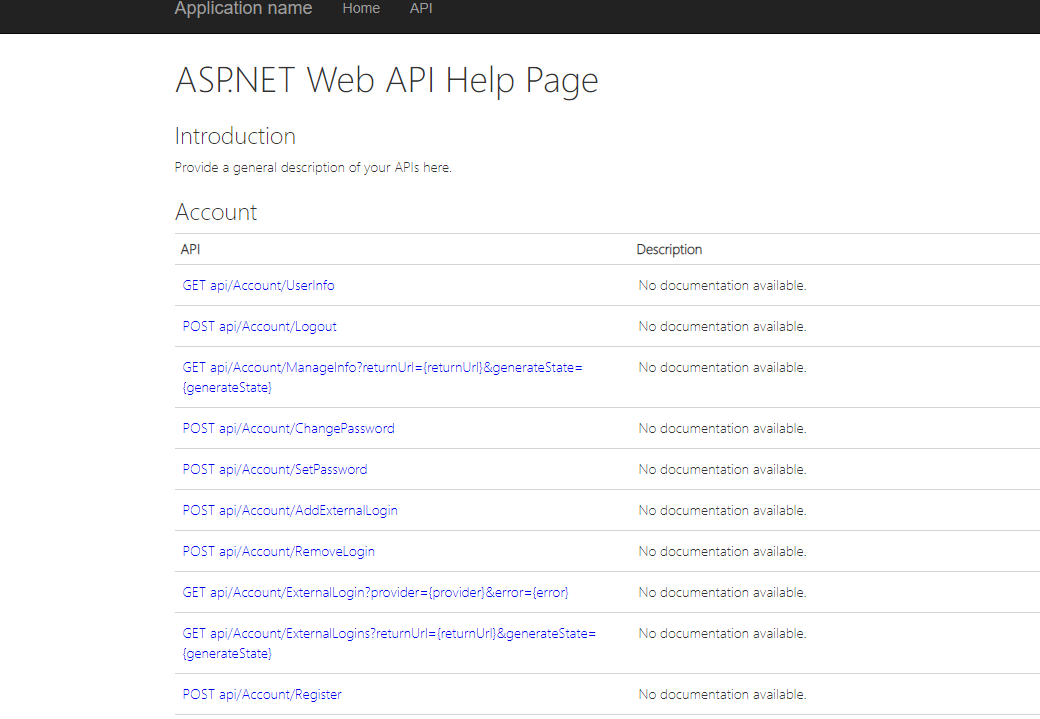 Application name Home API
ASP.NET Web API Help Page
Introduction
Provide a general description of your APIs here.
Account
API Description
GET api/Account/UserInfo No documentation available.
POST api/Account/Logout No documentation available.
GET api/Account/ManageInfo?returnUrl={returnUrl}&generateState= No documentation available.
{generateState}
POST api/Account/ChangePassword No documentation available.
POST api/Account/SetPassword No documentation available.
POST api/Account/AddExternalLogin No documentation available.
POST api/Account/RemoveLogin No documentation available.
GET api/Account/ExternalLogin?provider={provider}&error={error} No documentation available.
GET api/Account/ExternalLogins?returnUrl={returnUrl}&generateState= No documentation available.
{generateState}
POST api/Account/Register No documentation available.